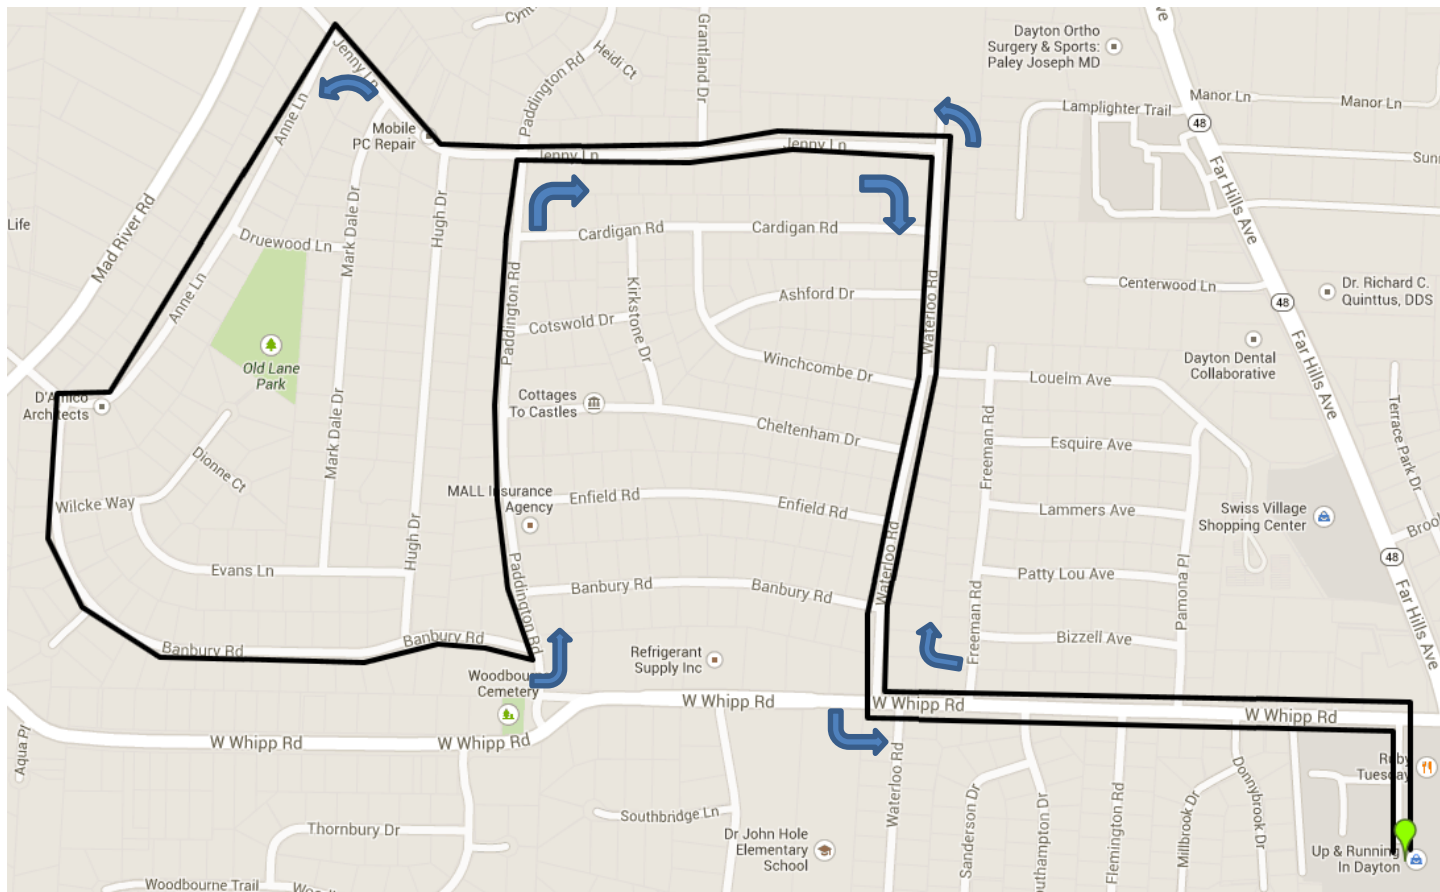 Cynt
Heidi Ct
Paddington Rd
Grantland Dr
Dayton Ortho
Surgery & Sports:
Paley Joseph MD
Lamplighter Trail
Manor Ln
Manor Ln
48
Sun
Far Hills Ave
Jenny Ln
Anne Ln
Mobile
PC Repair
Jenny Ln
Jenny Ln
Life
Mad River Rd
Druewood Ln
Mark Dale Dr
Hugh Dr
Cardigan Rd
Cardigan Rd
Anne Ln
Paddington Rd
Kirkstone Dr
Ashford Dr
Cotswold Dr
Winchcombe Dr
Waterloo Rd
Centerwood Ln
48
Dr. Richard C.
Quinttus, DDS
Far Hills Ave
Old Lane
Park
Dayton Dental
Collaborative
Louelm Ave
Cottages
To Castles
Cheltenham Dr
Freeman Rd
Esquire Ave
Terrace Park Dr
Architects
Mark Dale Dr
Dionne Ct
Wilcke Way
MALL Insurance
Agency
Enfield Rd
Enfield Rd
Lammers Ave
Swiss Village
Shopping Center
Hugh Dr
Waterloo Rd
48
Evans Ln
Paddington Rd
Banbury Rd
Banbury Rd
Patty Lou Ave
Pamona Pl
Far Hills Ave
Freeman Rd
Bizzell Ave
Banbury Rd
Banbury Rd
Refrigerant
Supply Inc
Cemetery
W Whipp Rd
W Whipp Rd
W Whipp Rd
W Whipp Rd
W Whipp Rd
Aqua Pl
Waterloo Rd
Ruby
Tuesday
Sanderson Dr
outhampton Dr
Flemington Rd
Millbrook Dr
Donnybrook Dr
Southbridge Ln
Thornbury Dr
Dr John Hole
Elementary
School
Up & Running
In Dayton
Woodbourne Trail